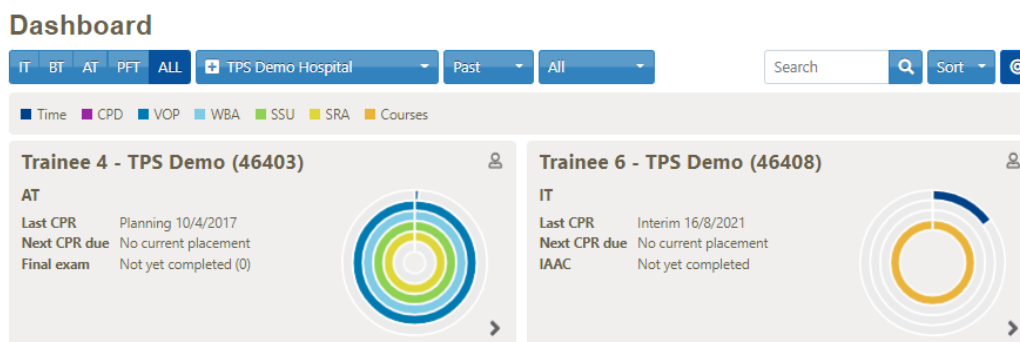 Dashboard
IT BT AT PFT ALL TPS Demo Hospital Past All Search Sort
Time CPD VOP WBA SSU SRA Courses
Trainee 4 - TPS Demo (46403)
AT
Last CPR Planning 10/4/2017
Next CPR due No current placement
Final exam Not yet completed (0)
Trainee 6 - TPS Demo (46408)
IT
Last CPR Interim 16/8/2021
Next CPR due No current placement
IAAC Not yet completed